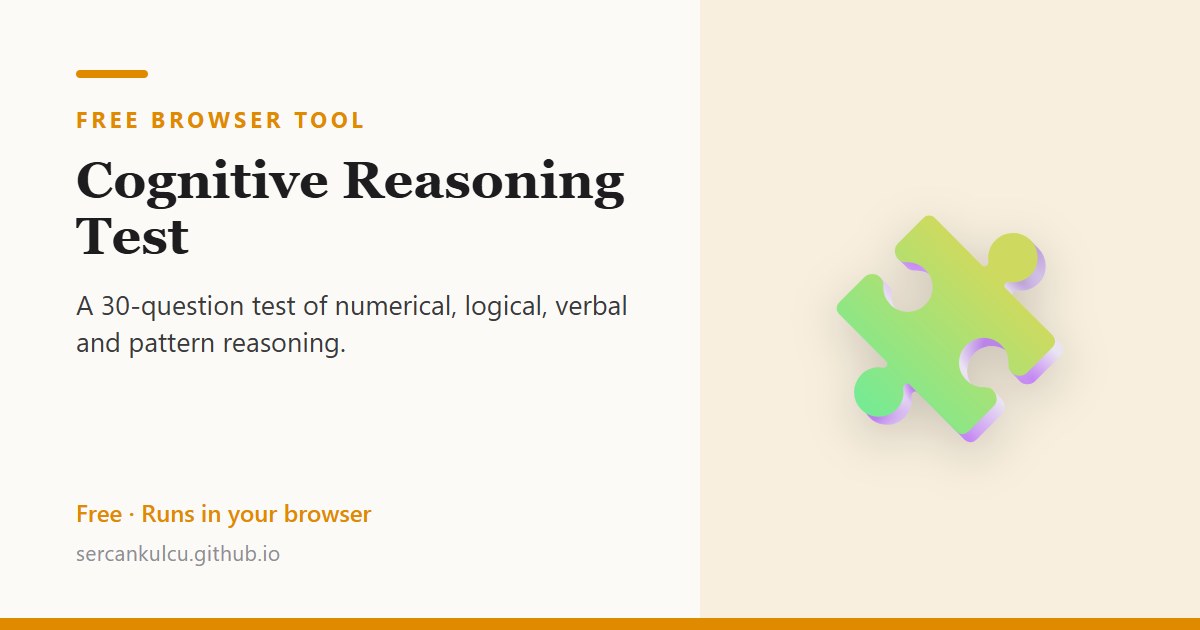 FREE BROWSER TOOL
Cognitive Reasoning
Test
A 30-question test of numerical, logical, verbal
and pattern reasoning.
Free · Runs in your browser
sercankulcu.github.io